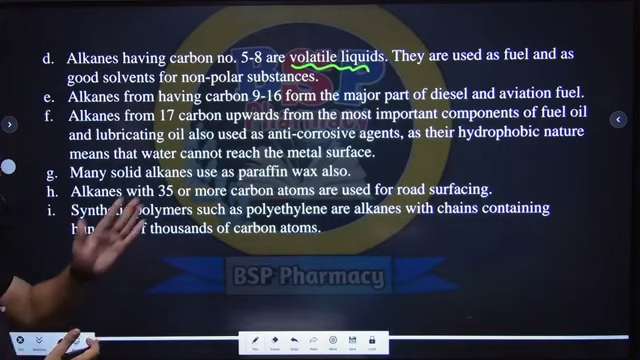 d. Alkanes having carbon no. 5-8 are volatile liquids. They are used as fuel and as
good solvents for non-polar substances.
e. Alkanes from having carbon 9-16 form the major part of diesel and aviation fuel.
f. Alkanes from 17 carbon upwards from the most important components of fuel oil
and lubricating oil also used as anti-corrosive agents, as their hydrophobic nature
means that water cannot reach the metal surface.
g. Many solid alkanes use as paraffin wax also.
h. Alkanes with 35 or more carbon atoms are used for road surfacing.
i. polymers such as polyethylene are alkanes with chains containing
thousands of carbon atoms.
BSP Pharmacy